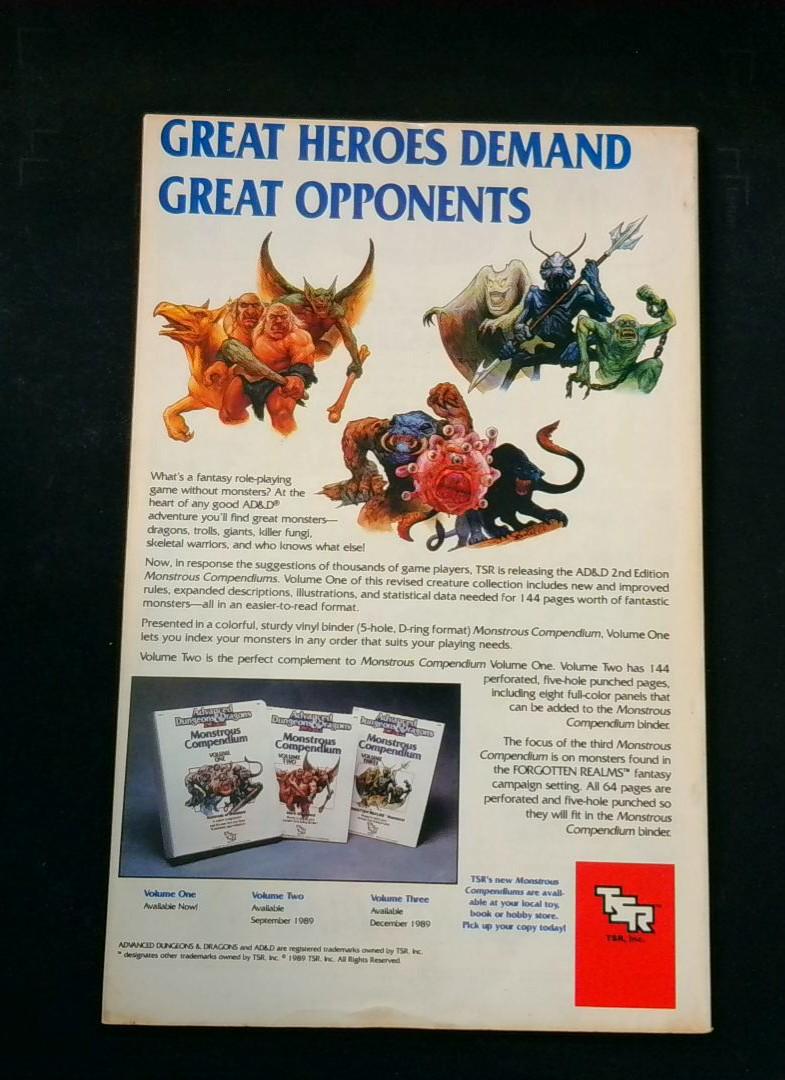 GREAT HEROES DEMAND
GREAT OPPONENTS
What's a fantasy role-playing
game without monsters? At the
heart of any good AD&D®
adventure you'll find great monsters—
dragons, trolls, giants, killer fungi,
skeletal warriors, and who knows what else!
Now, in response the suggestions of thousands of game players, TSR is releasing the AD&D 2nd Edition
Monstrous Compendiums. Volume One of this revised creature collection includes new and improved
rules, expanded descriptions, illustrations, and statistical data needed for 144 pages worth of fantastic
monsters—all in an easier-to-read format.
Presented in a colorful, sturdy vinyl binder (5-hole, D-ring format) Monstrous Compendium, Volume One
lets you index your monsters in any order that suits your playing needs.
Volume Two is the perfect complement to Monstrous Compendium Volume One. Volume Two has 144
perforated, five-hole punched pages,
including eight full-color panels that
can be added to the Monstrous
Compendium binder.
The focus of the third Monstrous
Compendium is on monsters found in
the FORGOTTEN REALMS™ fantasy
campaign setting. All 64 pages are
perforated and five-hole punched so
they will fit in the Monstrous
Compendium binder.
Advanced
Dungeons & Dragons
Monstrous
Compendium
VOLUME
ONE
Advanced
Dungeons & Dragons
Monstrous
Compendium
VOLUME
TWO
Advanced
Dungeons & Dragons
Monstrous
Compendium
VOLUME
THREE
Volume One
Available Now!
Volume Two
Available
September 1989
Volume Three
Available
December 1989
TSR's new Monstrous
Compendiums are avail-
able at your local toy,
book or hobby store.
Pick up your copy today!
TSR™
TSR, Inc.
ADVANCED DUNGEONS & DRAGONS and AD&D are registered trademarks owned by TSR, Inc.
™ designates other trademarks owned by TSR, Inc. © 1989 TSR, Inc. All Rights Reserved.